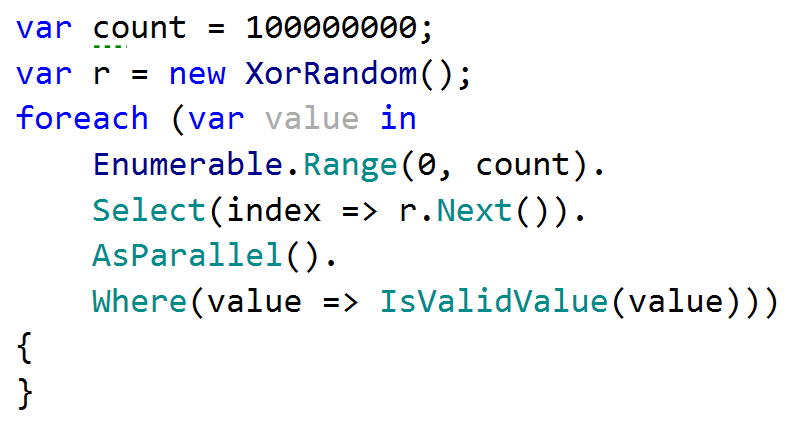 var count = 100000000;
var r = new XorRandom();
foreach (var value in
Enumerable.Range(0, count).
Select(index => r.Next()).
AsParallel().
Where(value => IsValidValue(value)))
{
}